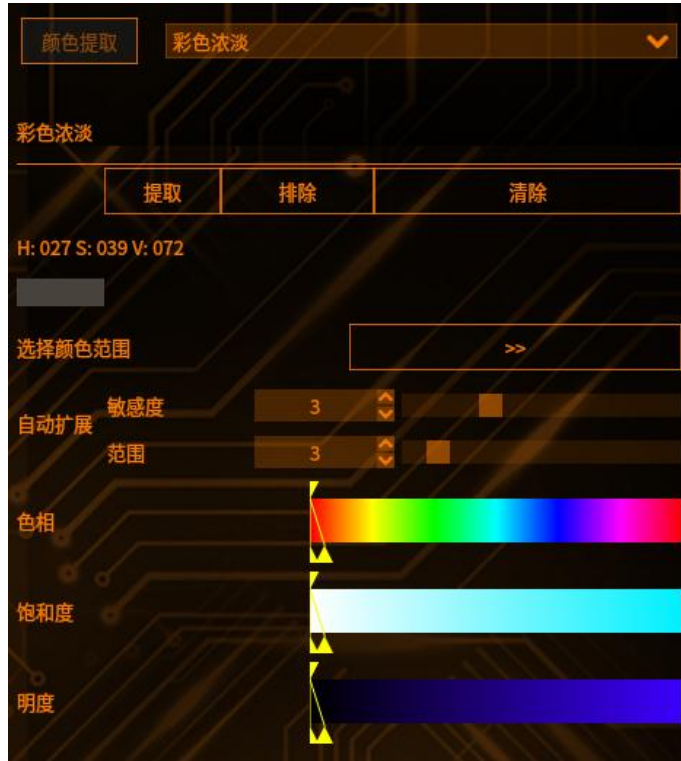 颜色提取 彩色浓淡
彩色浓淡
提取 排除 清除
H: 027 S: 039 V: 072
选择颜色范围 >>
自动扩展
敏感度 3
范围 3
色相
饱和度
明度